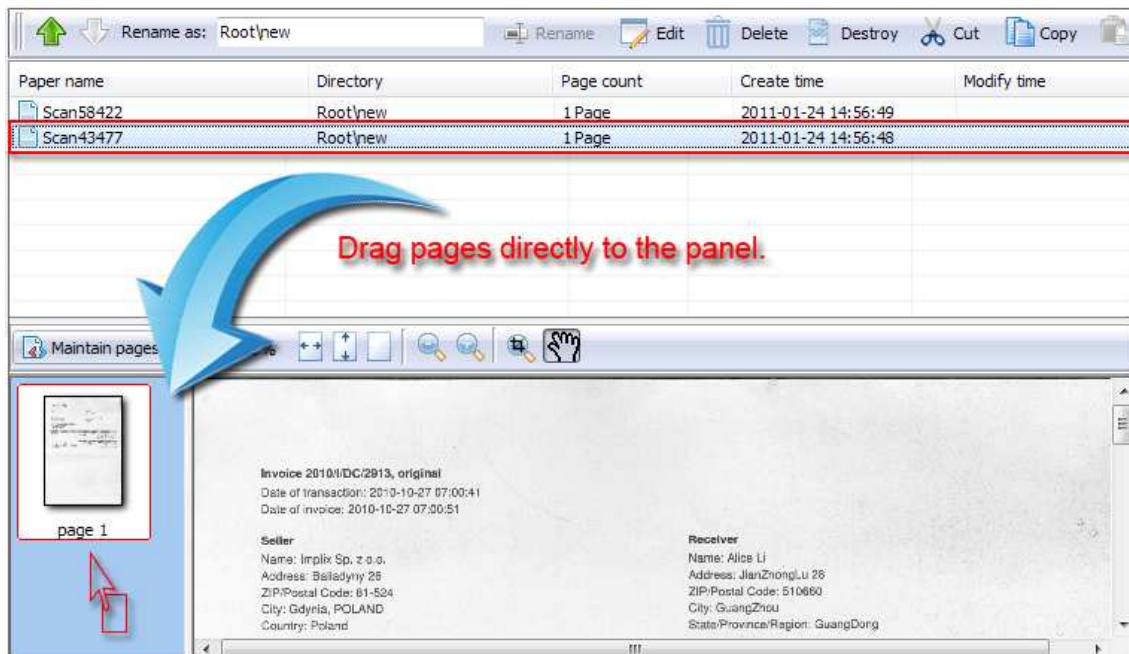 Rename as: Root\new Rename Edit Delete Destroy Cut Copy
Paper name Directory Page count Create time Modify time
Scan58422 Root\new 1 Page 2011-01-24 14:56:49
Scan43477 Root\new 1 Page 2011-01-24 14:56:48
Drag pages directly to the panel.
Maintain pages %
page 1
Invoice 2010/I/DC/2913, original
Date of transaction: 2010-10-27 07:00:41
Date of invoice: 2010-10-27 07:00:51
Seller
Name: Implix Sp. z o.o.
Address: Balladyny 26
ZIP/Postal Code: 81-524
City: Gdynia, POLAND
Country: Poland
Receiver
Name: Alice Li
Address: JianZhongLu 28
ZIP/Postal Code: 510660
City: GuangZhou
State/Province/Region: GuangDong